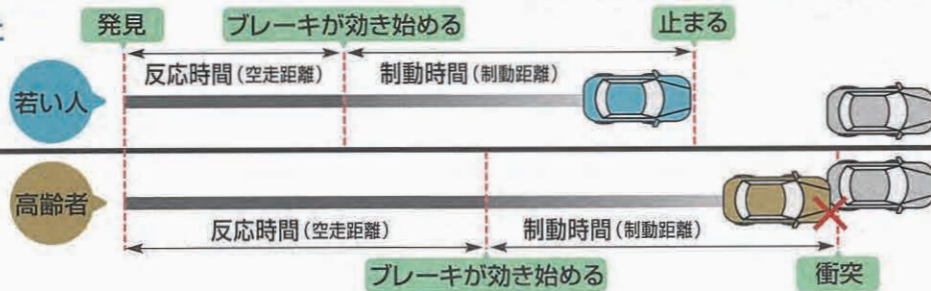 発見 ブレーキが効き始める 止まる
反応時間(空走距離) 制動時間(制動距離)
若い人
高齢者
反応時間(空走距離) 制動時間(制動距離)
ブレーキが効き始める 衝突